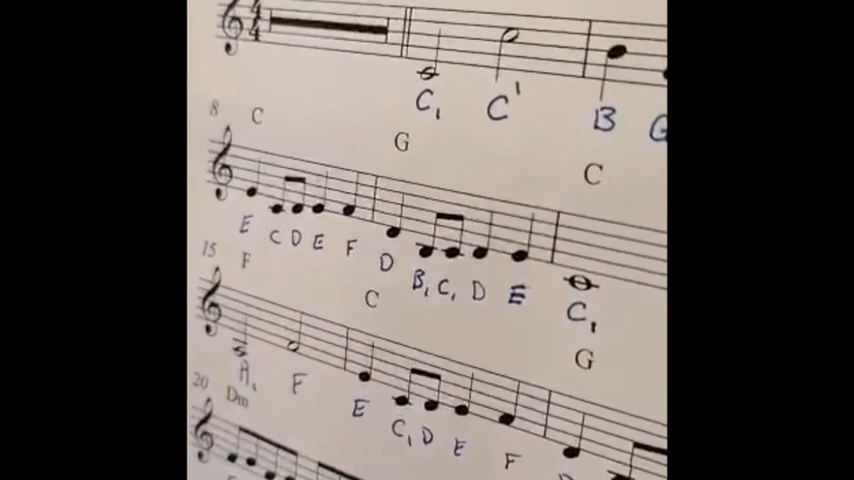 4
4
C, C' B G
8 C G C
E C D E F D B, C, D E C,
15 F C G
A, F E C, D E F D
20 Dm